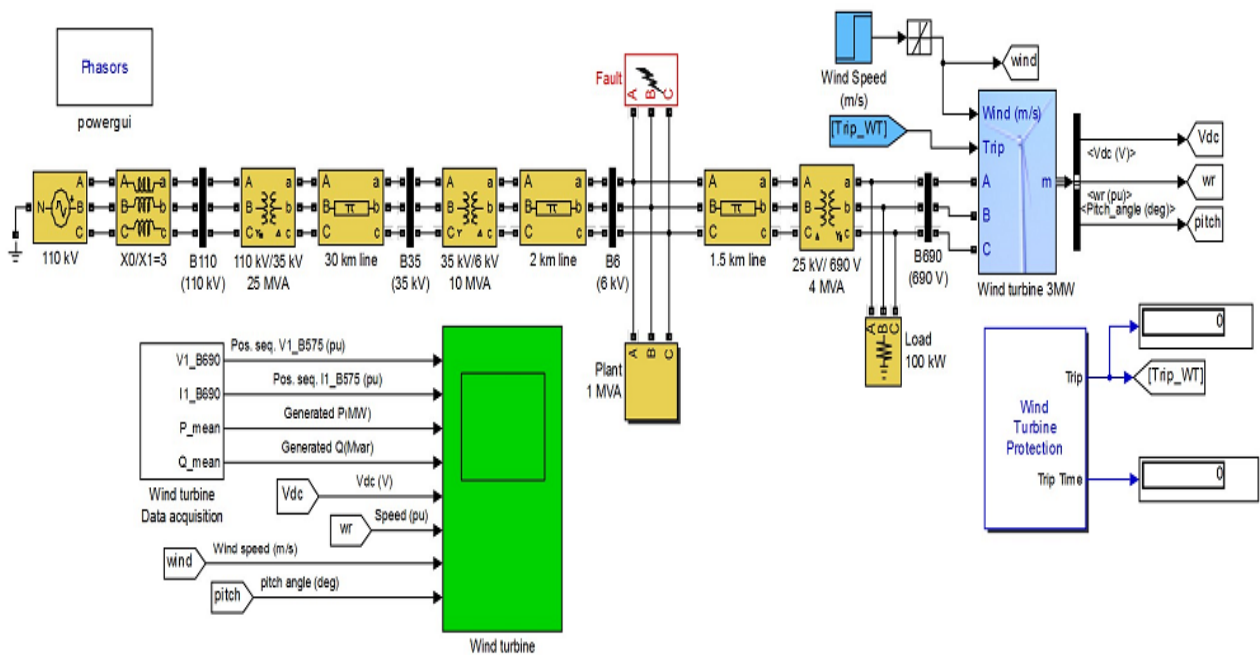 Phasors
powergui
Fault
A B C
Wind Speed
(m/s)
wind
[Trip_WT]
Wind (m/s)
Trip
A
B
C
m
<Vdc (V)>
<wr (pu)>
<Pitch_angle (deg)>
Vdc
wr
pitch
Wind turbine 3MW
N
A
B
C
110 kV
A
B
C
a
b
c
X0/X1=3
B110
(110 kV)
A
B
C
a
b
c
110 kV/35 kV
25 MVA
A
B
C
π
a
b
c
30 km line
B35
(35 kV)
A
B
C
Y
Δ
a
b
c
35 kV/6 kV
10 MVA
A
B
C
π
a
b
c
2 km line
B6
(6 kV)
A
B
C
π
a
b
c
1.5 km line
A
B
C
Δ
a
b
c
25 kV/ 690 V
4 MVA
B690
(690 V)
A B C
Plant
1 MVA
A B C
Load
100 kW
V1_B690
I1_B690
P_mean
Q_mean
Wind turbine
Data acquisition
Pos. seq. V1_B575 (pu)
Pos. seq. I1_B575 (pu)
Generated P(MW)
Generated Q(Mvar)
Vdc
Vdc (V)
wr
Speed (pu)
wind
Wind speed (m/s)
pitch
pitch angle (deg)
Wind turbine
Wind
Turbine
Protection
Trip
Trip Time
0
[Trip_WT]
0